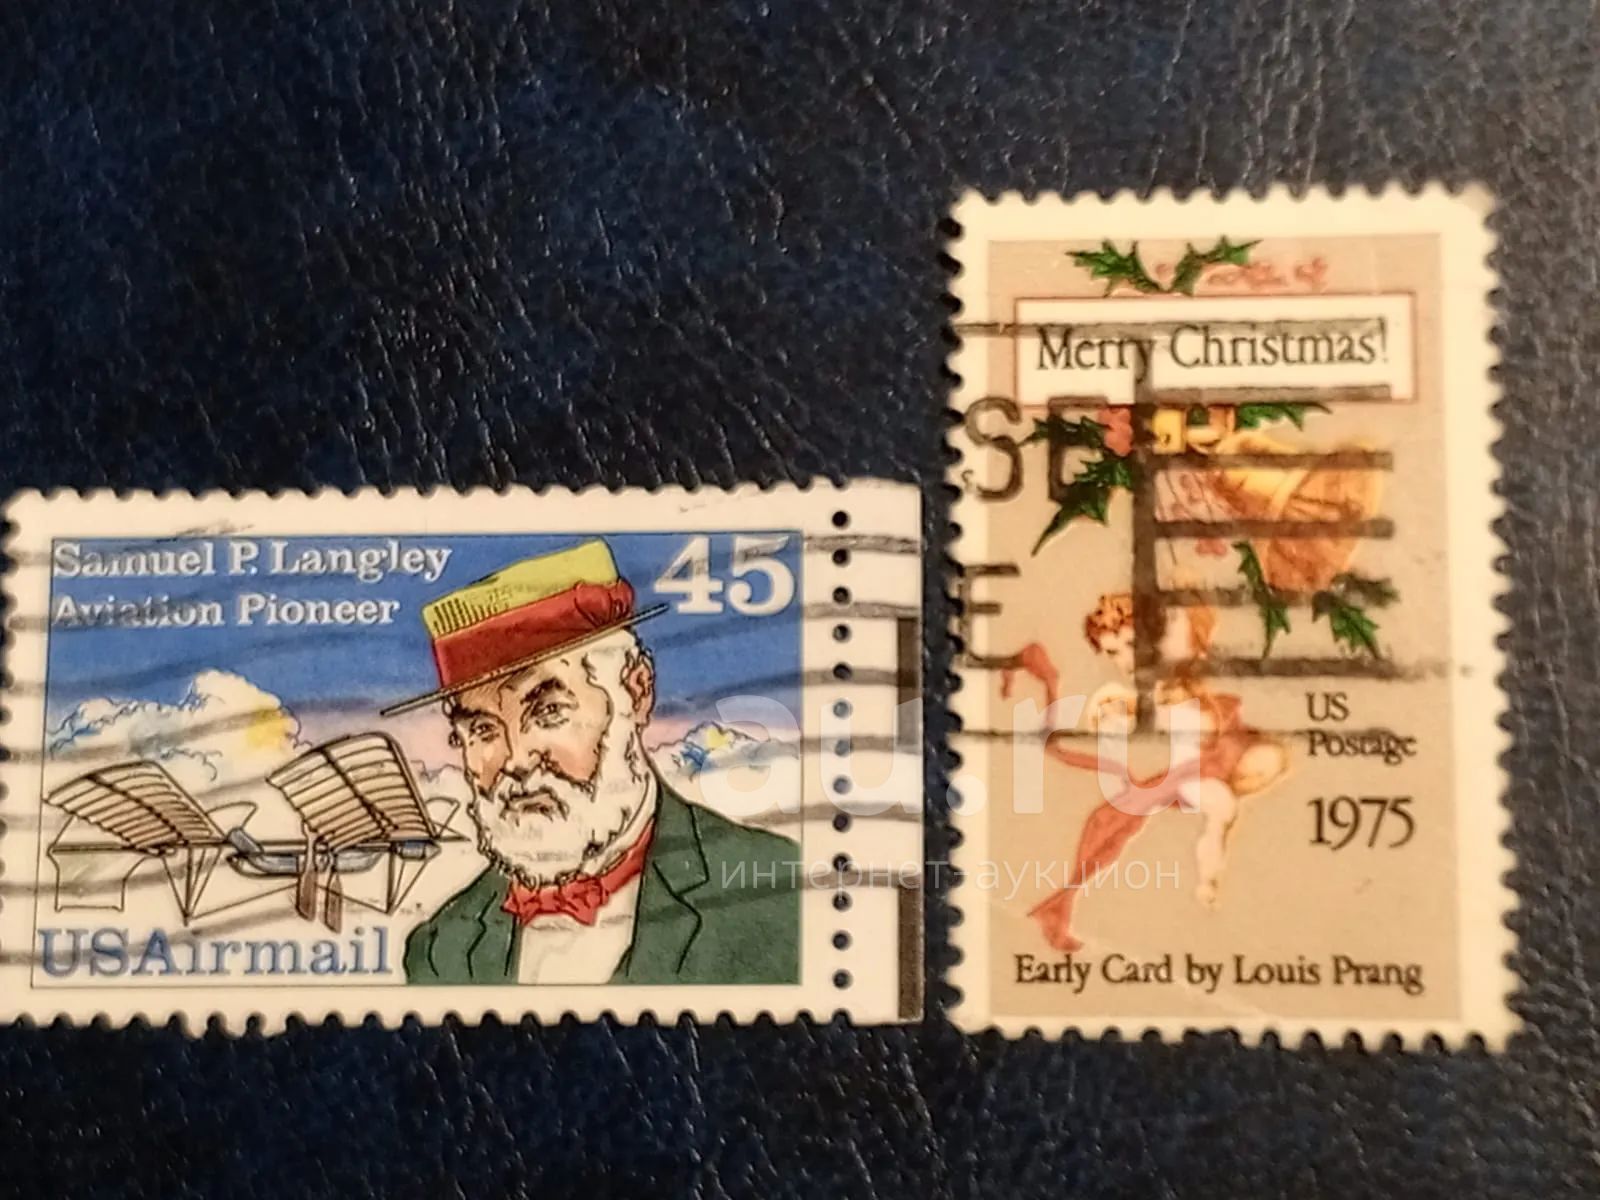 Samuel P. Langley
Aviation Pioneer
45
USAirmail
Merry Christmas!
SE
E
US
Postage
1975
Early Card by Louis Prang
au.ru
интернет-аукцион